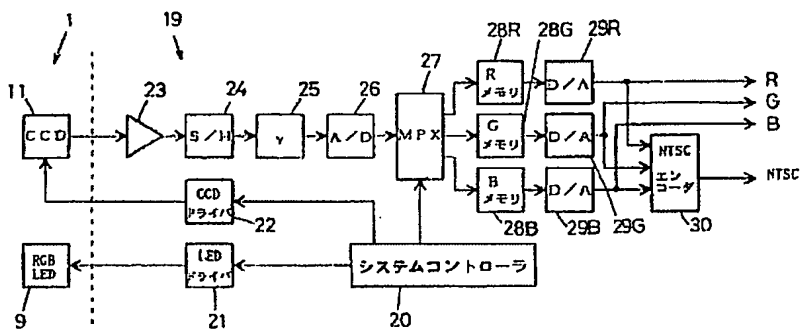 1
19
11
CCD
23
24
S/H
25
γ
26
A/D
27
MPX
28R
R
メモリ
28G
G
メモリ
B
メモリ
28B
29R
D/A
D/A
29G
D/A
29B
R
G
B
NTSC
エン
コーダ
30
NTSC
CCD
ドライバ
22
RGB
LED
9
LED
ドライバ
21
システムコントローラ
20